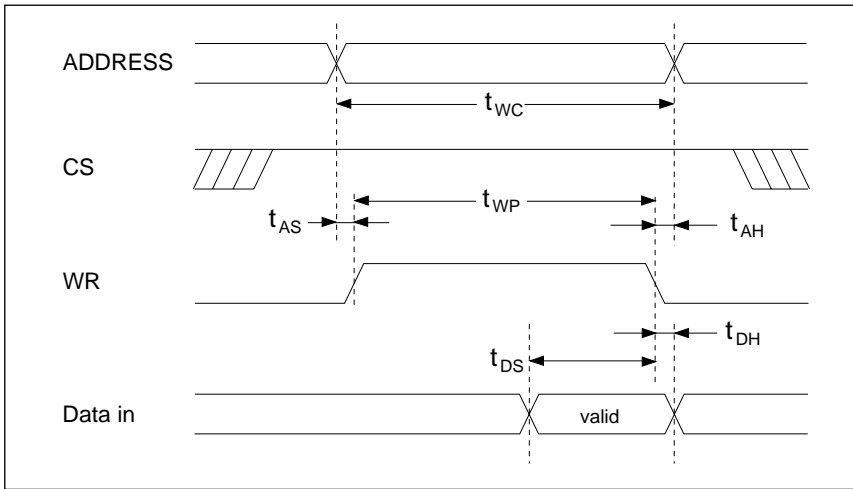 ADDRESS
tWC
CS
tWP
tAS
tAH
WR
tDH
tDS
Data in
valid